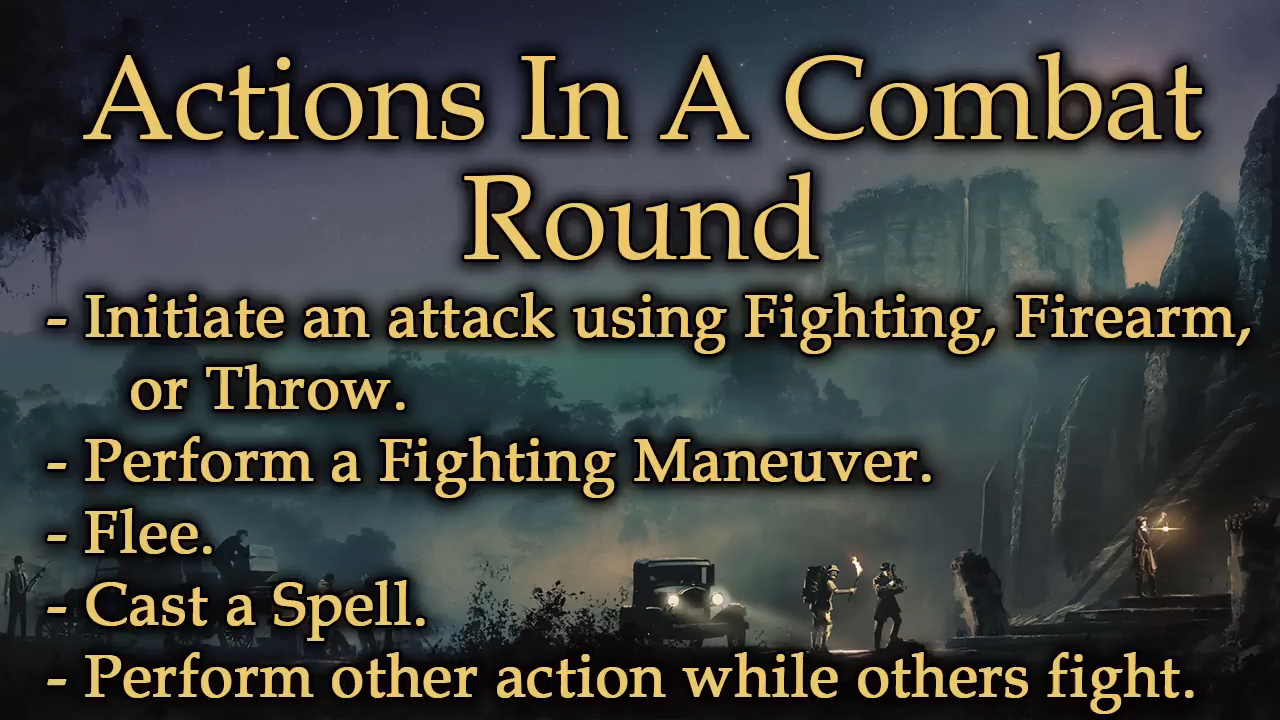 Actions In A Combat
Round
- Initiate an attack using Fighting, Firearm,
or Throw.
- Perform a Fighting Maneuver.
- Flee.
- Cast a Spell.
- Perform other action while others fight.